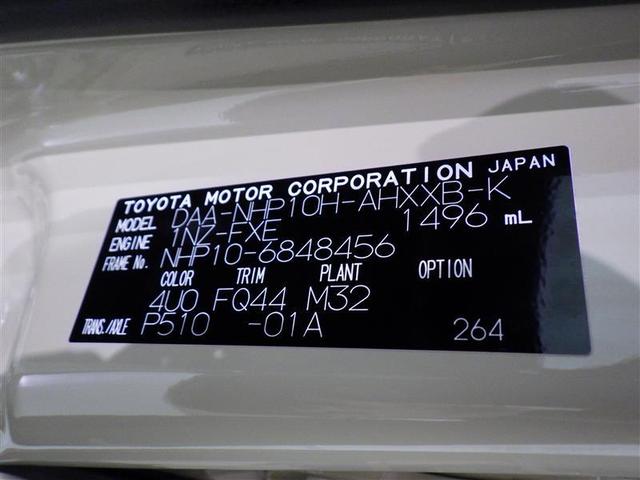 TOYOTA MOTOR CORPORATION JAPAN
MODEL DAA-NHP10H-AHXXB-K
ENGINE 1NZ-FXE 1496 mL
FRAME No. NHP10-6848456
COLOR TRIM PLANT OPTION
4U0 FQ44 M32
TRANS./AXLE P510 -01A 264